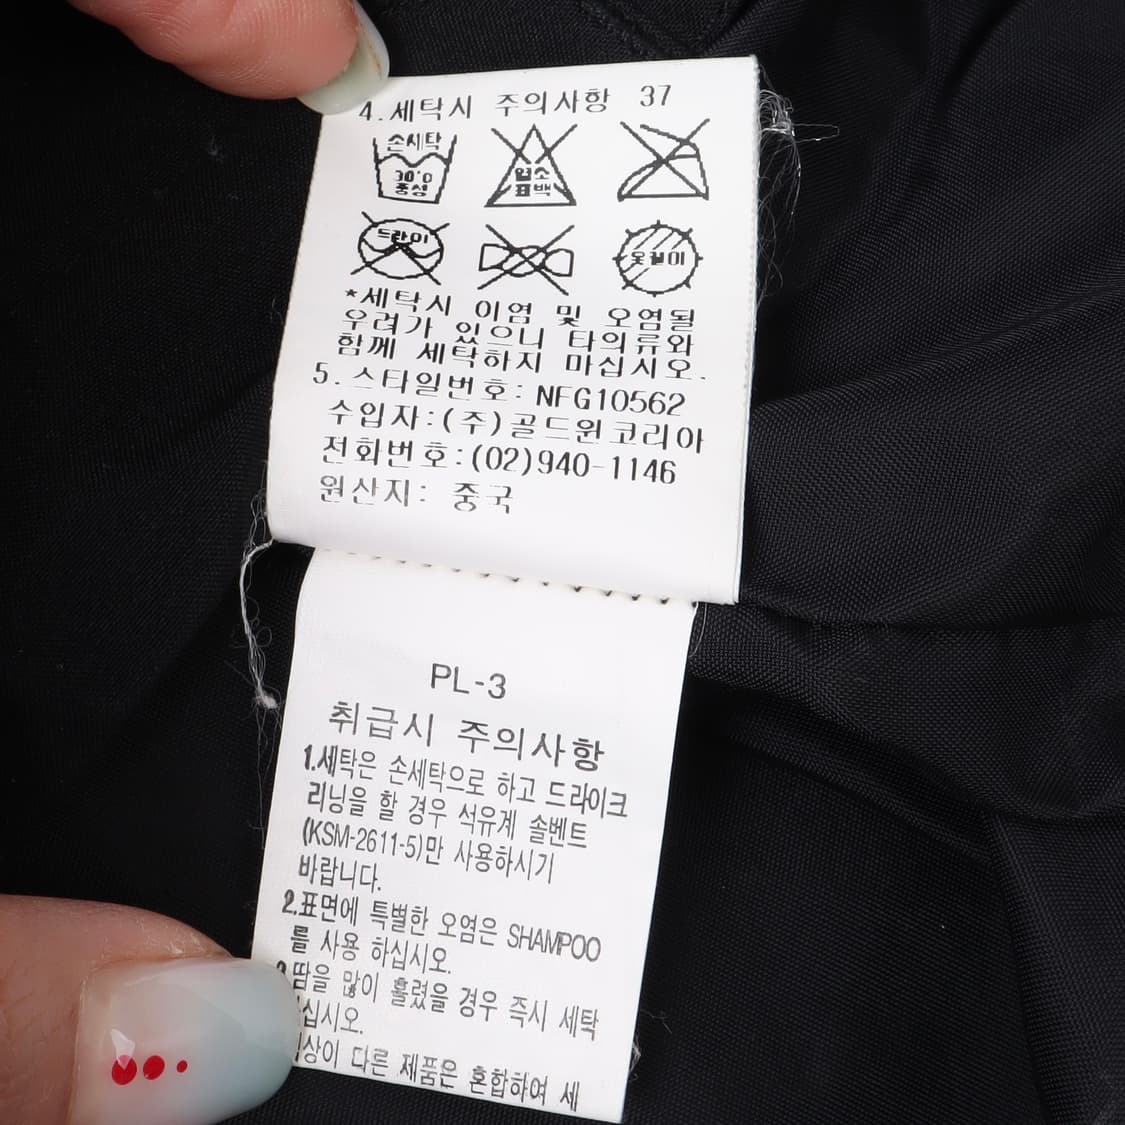 4.세탁시 주의사항 37
손세탁
30°C
중성
염소
표백
드라이
옷걸이
*세탁시 이염 및 오염될
우려가 있으니 타의류와
함께 세탁하지 마십시오.
5.스타일번호:NFG10562
수입자:(주)골드윈코리아
전화번호:(02)940-1146
원산지: 중국
PL-3
취급시 주의사항
1.세탁은 손세탁으로 하고 드라이크
리닝을 할 경우 석유계 솔벤트
(KSM-2611-5)만 사용하시기
바랍니다.
2.표면에 특별한 오염은 SHAMPOO
를 사용 하십시오.
땀을 많이 흘렸을 경우 즉시 세탁
십시오.
상이 다른 제품은 혼합하여 세